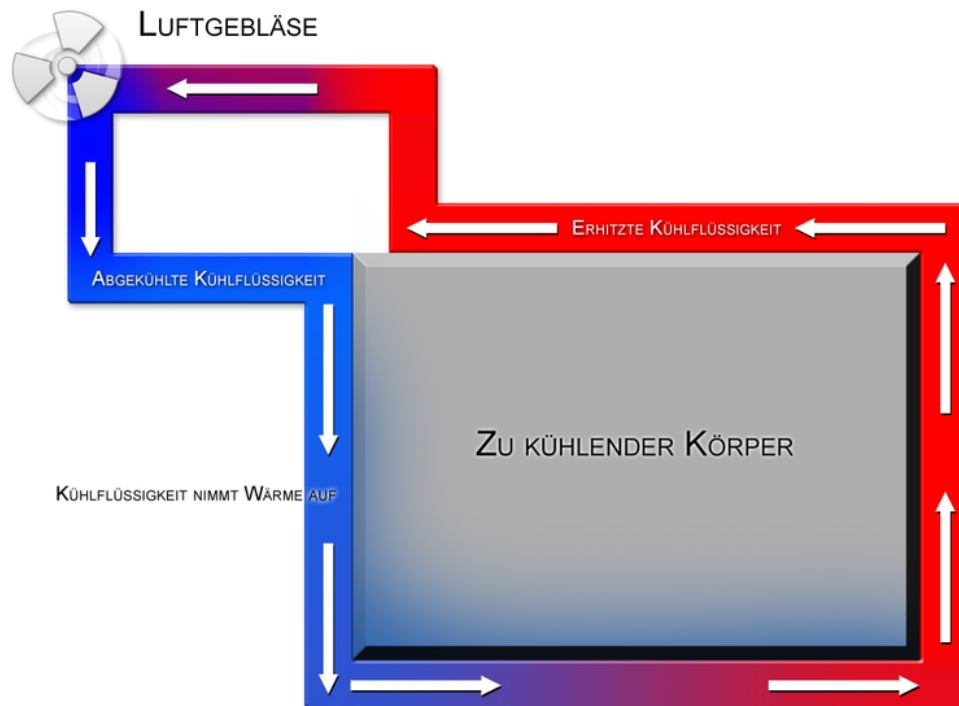 Luftgebläse
Erhitzte Kühlflüssigkeit
Abgekühlte Kühlflüssigkeit
Zu kühlender Körper
Kühlflüssigkeit nimmt Wärme auf